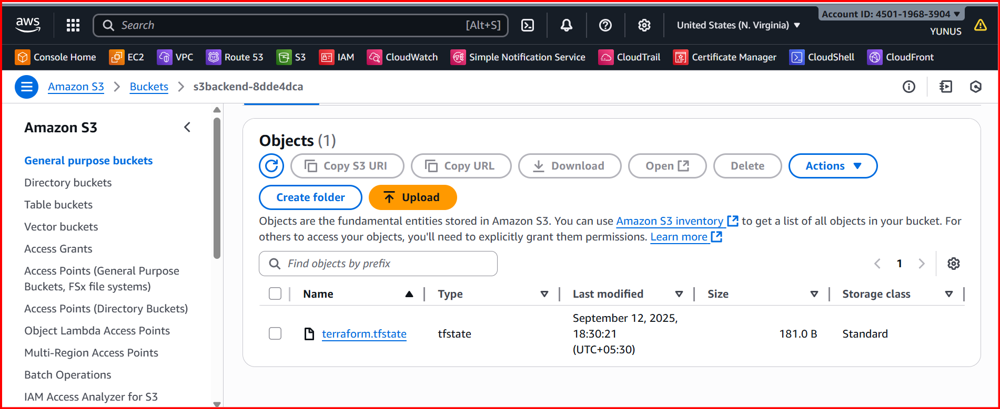 aws
Search [Alt+S]
United States (N. Virginia)
Account ID: 4501-1968-3904
YUNUS
Console Home EC2 VPC Route 53 S3 IAM CloudWatch Simple Notification Service CloudTrail Certificate Manager CloudShell CloudFront
Amazon S3 > Buckets > s3backend-8dde4dca
Amazon S3
General purpose buckets
Directory buckets
Table buckets
Vector buckets
Access Grants
Access Points (General Purpose
Buckets, FSx file systems)
Access Points (Directory Buckets)
Object Lambda Access Points
Multi-Region Access Points
Batch Operations
IAM Access Analyzer for S3
Objects (1)
Copy S3 URI Copy URL Download Open Delete Actions
Create folder Upload
Objects are the fundamental entities stored in Amazon S3. You can use Amazon S3 inventory to get a list of all objects in your bucket. For
others to access your objects, you'll need to explicitly grant them permissions. Learn more
Find objects by prefix
1
Name Type Last modified Size Storage class
terraform.tfstate tfstate September 12, 2025,
18:30:21
(UTC+05:30) 181.0 B Standard